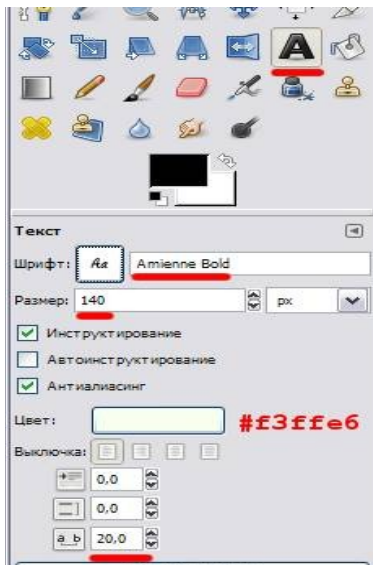 A
Текст
Шрифт: Aa Amienne Bold
Размер: 140 px
Инструктирование
Автоинструктирование
Антиалиасинг
Цвет: #f3ffe6
Выключка:
0,0
0,0
a_b 20,0